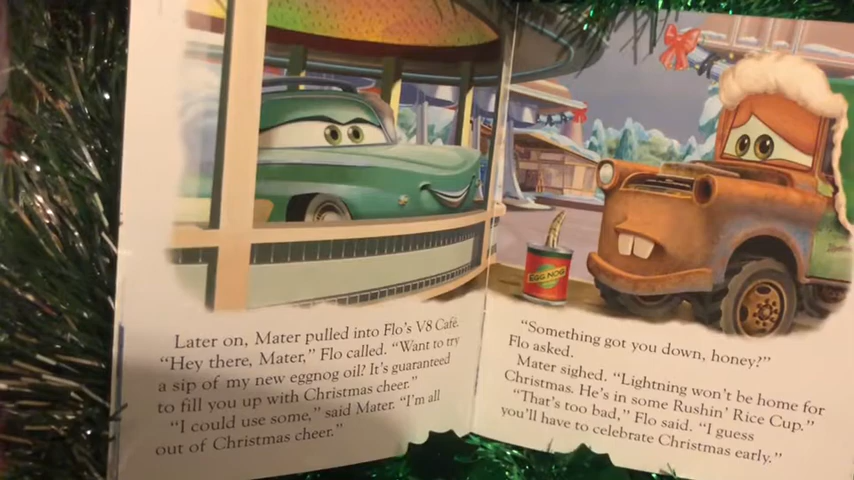 Later on, Mater pulled into Flo's V8 Café.
"Hey there, Mater," Flo called. "Want to try
a sip of my new eggnog oil? It's guaranteed
to fill you up with Christmas cheer."
"I could use some," said Mater. "I'm all
out of Christmas cheer."
EGG NOG
"Something got you down, honey?"
Flo asked.
Mater sighed. "Lightning won't be home for
Christmas. He's in some Rushin' Rice Cup."
"That's too bad," Flo said. "I guess
you'll have to celebrate Christmas early."